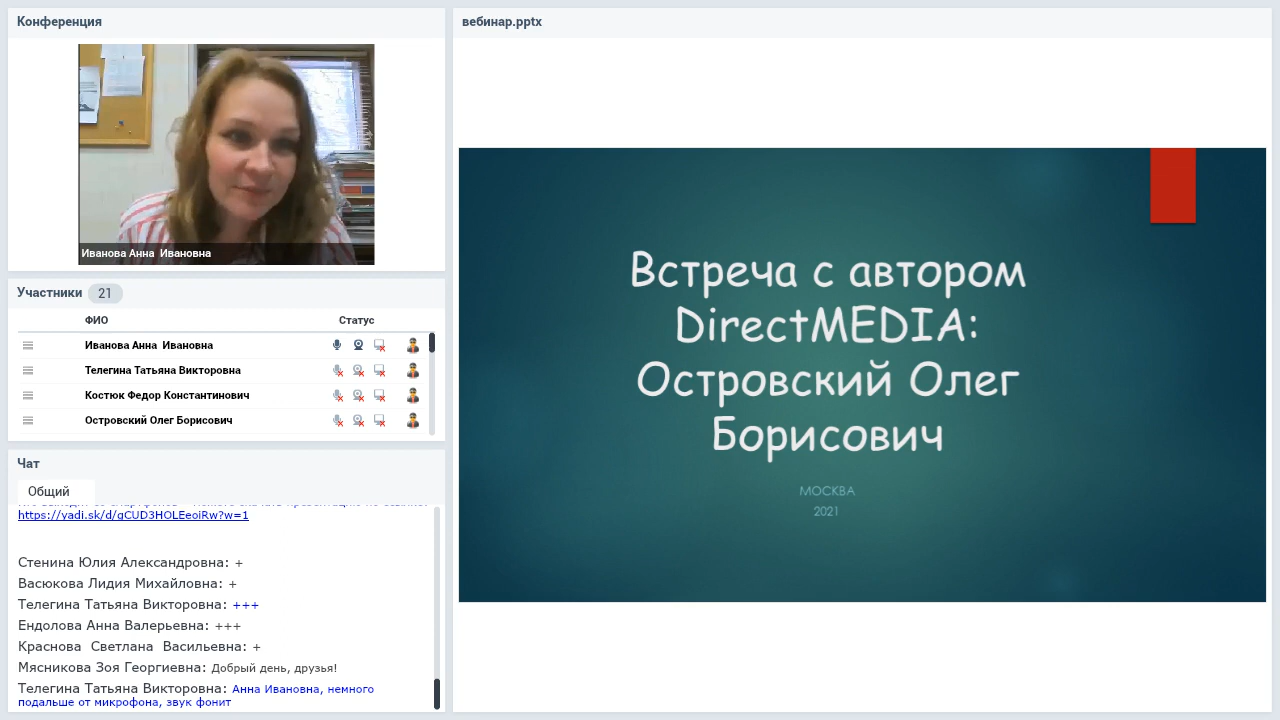 Конференция
Иванова Анна  Ивановна
Участники 21
ФИО Статус
Иванова Анна  Ивановна
Телегина Татьяна Викторовна
Костюк Федор Константинович
Островский Олег Борисович
Чат
Общий
https://yadi.sk/d/gCUD3HOLEeoiRw?w=1
Стенина Юлия Александровна: +
Васюкова Лидия Михайловна: +
Телегина Татьяна Викторовна: +++
Ендолова Анна Валерьевна: +++
Краснова  Светлана  Васильевна: +
Мясникова Зоя Георгиевна: Добрый день, друзья!
Телегина Татьяна Викторовна: Анна Ивановна, немного
подальше от микрофона, звук фонит
вебинар.pptx
Встреча с автором
DirectMEDIA:
Островский Олег
Борисович
МОСКВА
2021